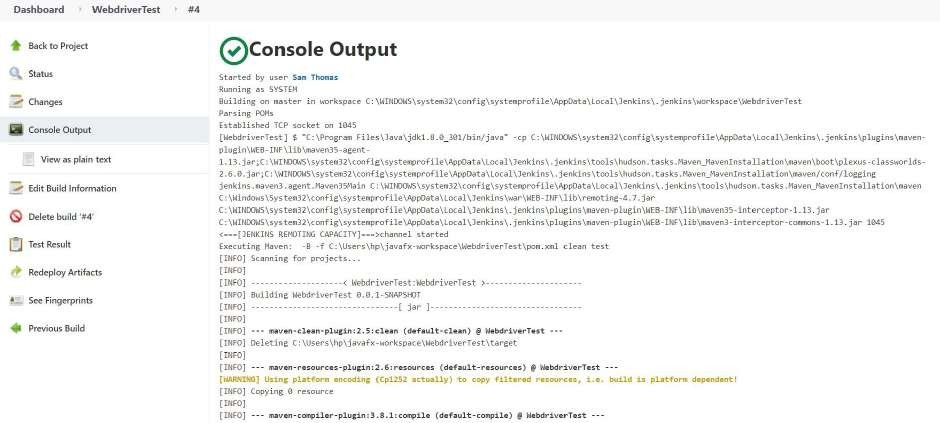 Dashboard
WebdriverTest
#4
Back to Project
Status
Changes
Console Output
View as plain text
Edit Build Information
Delete build '#4'
Test Result
Redeploy Artifacts
See Fingerprints
Previous Build
Console Output
Started by user Sam Thomas
Running as SYSTEM
Building on master in workspace C:\WINDOWS\system32\config\systemprofile\AppData\Local\Jenkins\.jenkins\workspace\WebdriverTest
Parsing POMs
Established TCP socket on 1045
[WebdriverTest] $ "C:\Program Files\Java\jdk1.8.0_301/bin/java" -cp C:\WINDOWS\system32\config\systemprofile\AppData\Local\Jenkins\.jenkins\plugins\maven-
plugin\WEB-INF\lib\maven35-agent-
1.13.jar;C:\WINDOWS\system32\config\systemprofile\AppData\Local\Jenkins\.jenkins\tools\hudson.tasks.Maven_MavenInstallation\maven\boot\plexus-classworlds-
2.6.0.jar;C:\WINDOWS\system32\config\systemprofile\AppData\Local\Jenkins\.jenkins\tools\hudson.tasks.Maven_MavenInstallation\maven/conf/logging
jenkins.maven3.agent.Maven35Main C:\WINDOWS\system32\config\systemprofile\AppData\Local\Jenkins\.jenkins\tools\hudson.tasks.Maven_MavenInstallation\maven
C:\Windows\System32\config\systemprofile\AppData\Local\Jenkins\war\WEB-INF\lib\remoting-4.7.jar
C:\WINDOWS\system32\config\systemprofile\AppData\Local\Jenkins\.jenkins\plugins\maven-plugin\WEB-INF\lib\maven35-interceptor-1.13.jar
C:\WINDOWS\system32\config\systemprofile\AppData\Local\Jenkins\.jenkins\plugins\maven-plugin\WEB-INF\lib\maven3-interceptor-commons-1.13.jar 1045
<===[JENKINS REMOTING CAPACITY]===>channel started
Executing Maven:  -B -f C:\Users\hp\javafx-workspace\WebdriverTest\pom.xml clean test
[INFO] Scanning for projects...
[INFO]
[INFO] --------------------< WebdriverTest:WebdriverTest >---------------------
[INFO] Building WebdriverTest 0.0.1-SNAPSHOT
[INFO] --------------------------------[ jar ]---------------------------------
[INFO]
[INFO] --- maven-clean-plugin:2.5:clean (default-clean) @ WebdriverTest ---
[INFO] Deleting C:\Users\hp\javafx-workspace\WebdriverTest\target
[INFO]
[INFO] --- maven-resources-plugin:2.6:resources (default-resources) @ WebdriverTest ---
[WARNING] Using platform encoding (Cp1252 actually) to copy filtered resources, i.e. build is platform dependent!
[INFO] Copying 0 resource
[INFO]
[INFO] --- maven-compiler-plugin:3.8.1:compile (default-compile) @ WebdriverTest ---